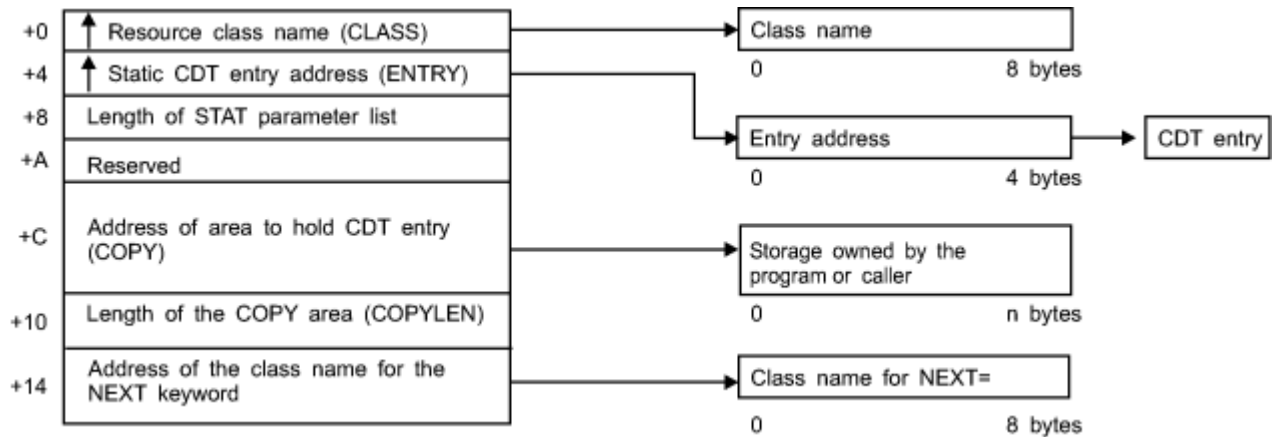 +0
Resource class name (CLASS)
Class name
0 8 bytes
+4
Static CDT entry address (ENTRY)
+8
Length of STAT parameter list
Entry address
CDT entry
0 4 bytes
+A
Reserved
+C
Address of area to hold CDT entry
(COPY)
Storage owned by the
program or caller
0 n bytes
+10
Length of the COPY area (COPYLEN)
+14
Address of the class name for the
NEXT keyword
Class name for NEXT=
0 8 bytes